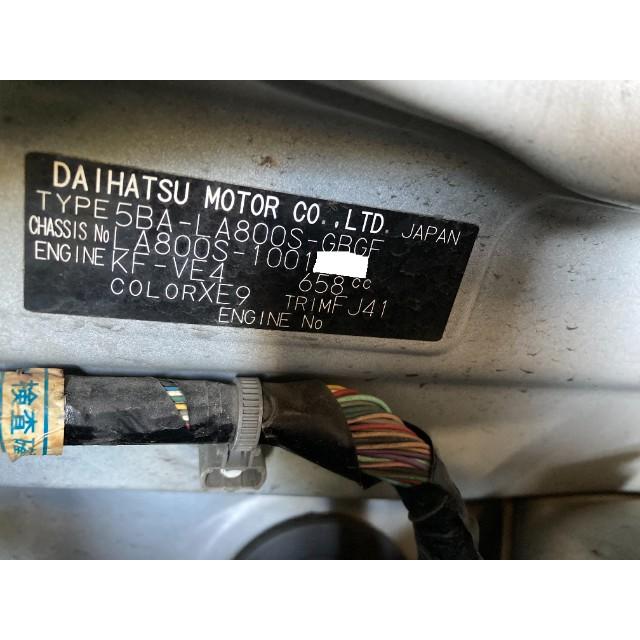 DAIHATSU MOTOR CO.,LTD. JAPAN
TYPE 5BA-LA800S-GBGF
CHASSIS No LA800S-1001
ENGINE KF-VE4 658cc
COLOR XE9 TRIM FJ41
ENGINE No
検査確